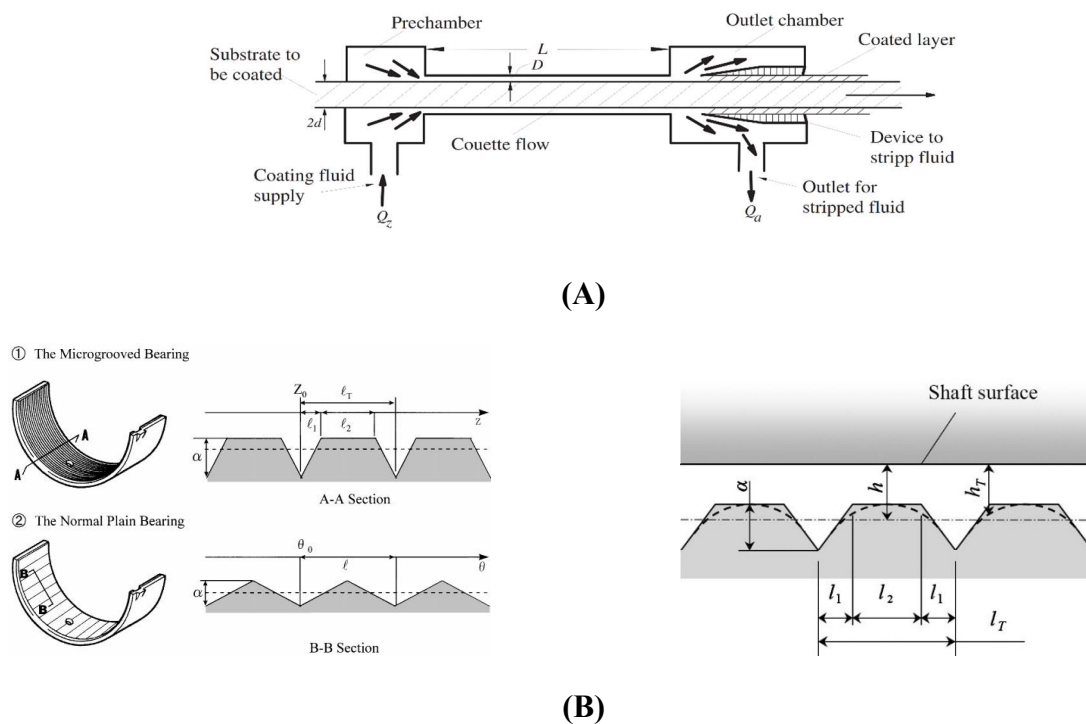 Prechamber
Outlet chamber
Substrate to
be coated
L
D
Coated layer
2d
Couette flow
Device to
stripp fluid
Coating fluid
supply
Outlet for
stripped fluid
Q_z
Q_a
(A)
① The Microgrooved Bearing
Z_0
ℓ_T
ℓ_1
ℓ_2
z
α
A
A
A-A Section
② The Normal Plain Bearing
θ_0
ℓ
θ
α
B
B
B-B Section
Shaft surface
α
h
h_T
l_1
l_2
l_1
l_T
(B)